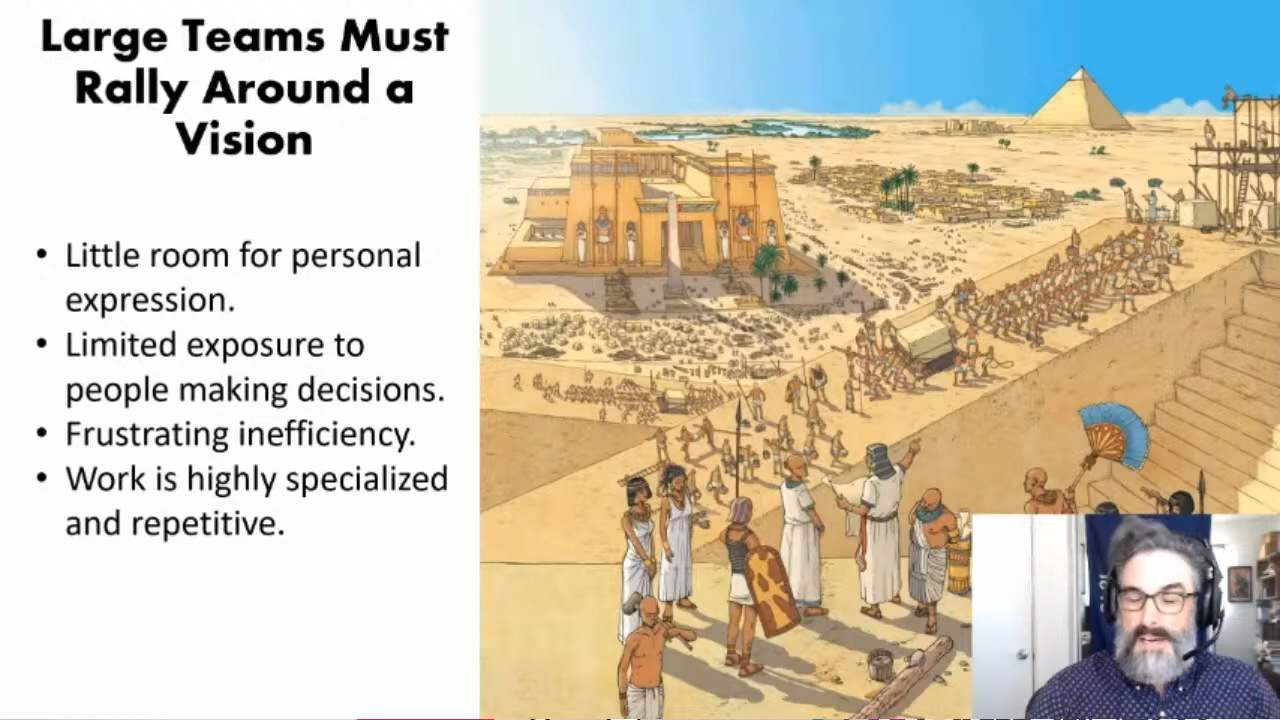 Large Teams Must
Rally Around a
Vision
• Little room for personal
expression.
• Limited exposure to
people making decisions.
• Frustrating inefficiency.
• Work is highly specialized
and repetitive.